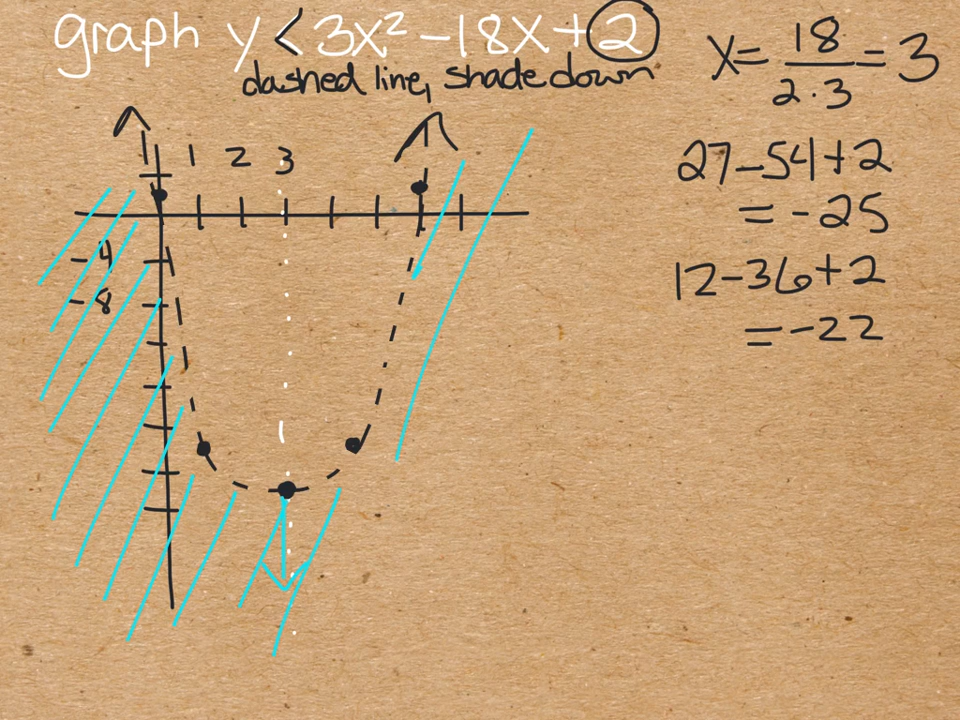 graph y < 3x² - 18x + 2
dashed line, shade down
x = 18 / 2 · 3 = 3
27 - 54 + 2
= -25
12 - 36 + 2
= -22
1 2 3
- 4
- 8